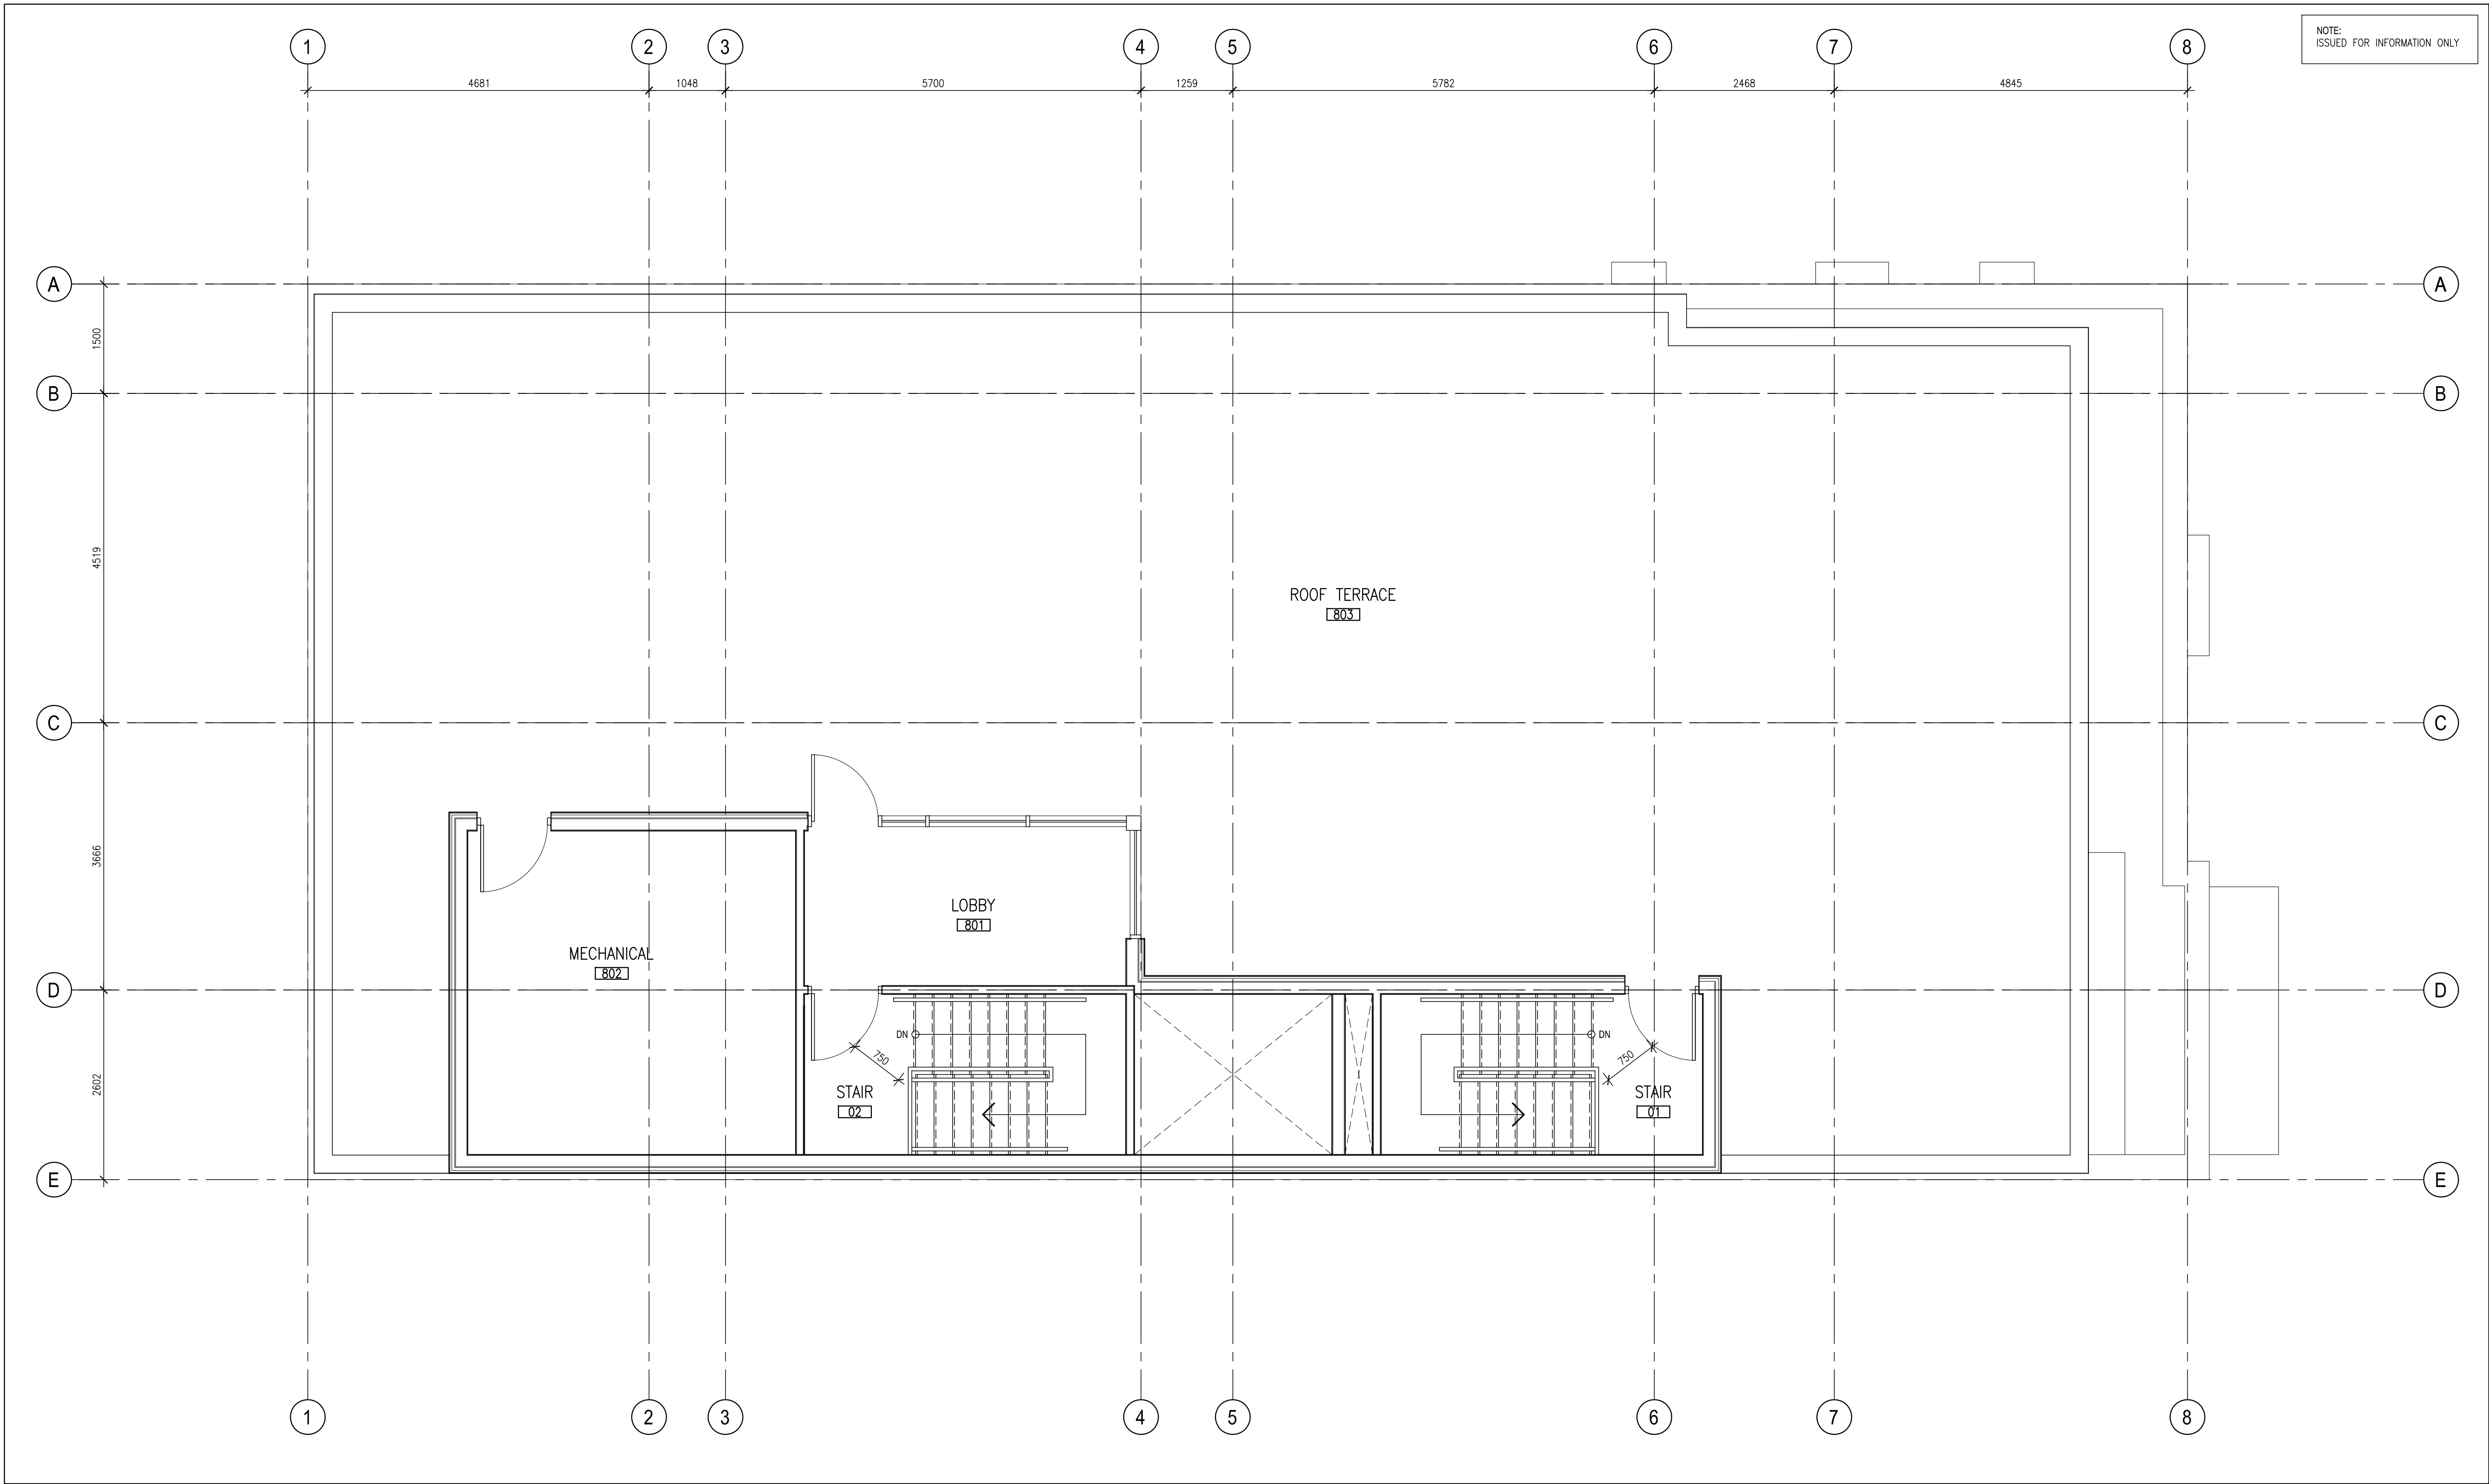 NOTE:
ISSUED FOR INFORMATION ONLY
1 2 3 4 5 6 7 8
4681 1048 5700 1259 5782 2468 4845
A A
1500
B B
4519
ROOF TERRACE
803
C C
3666
LOBBY
801
MECHANICAL
802
D D
DN DN
750 750
2602
STAIR STAIR
02 01
E E
1 2 3 4 5 6 7 8